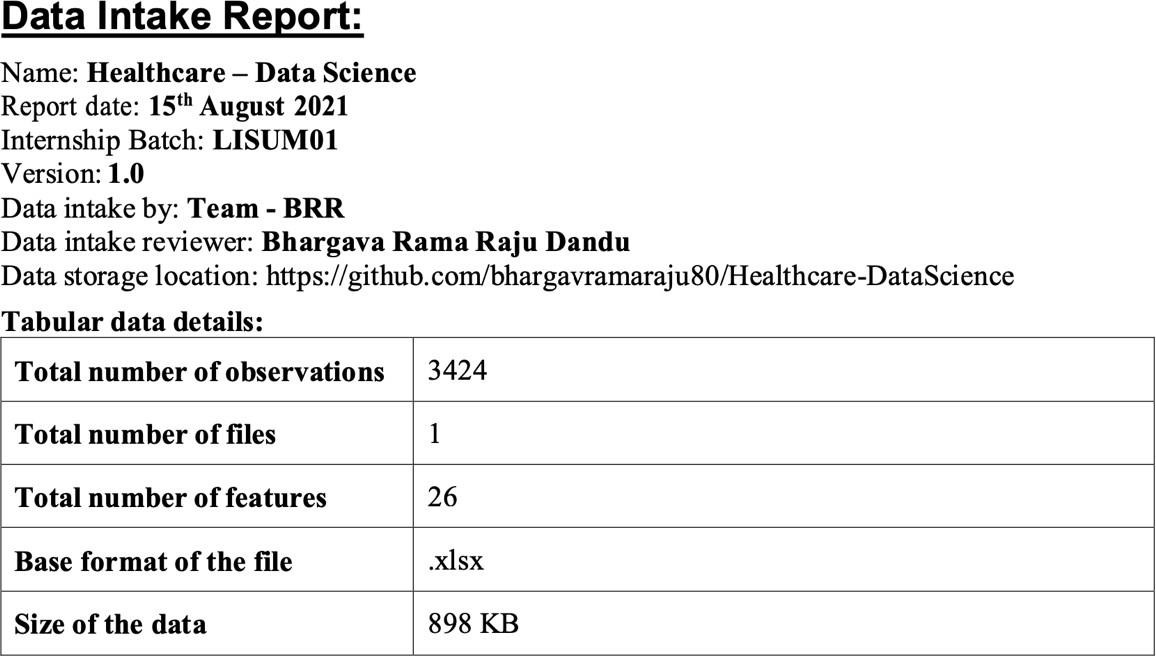 Data Intake Report:
Name: Healthcare – Data Science
Report date: 15th August 2021
Internship Batch: LISUM01
Version: 1.0
Data intake by: Team - BRR
Data intake reviewer: Bhargava Rama Raju Dandu
Data storage location: https://github.com/bhargavramaraju80/Healthcare-DataScience
Tabular data details:
Total number of observations 3424
Total number of files 1
Total number of features 26
Base format of the file .xlsx
Size of the data 898 KB